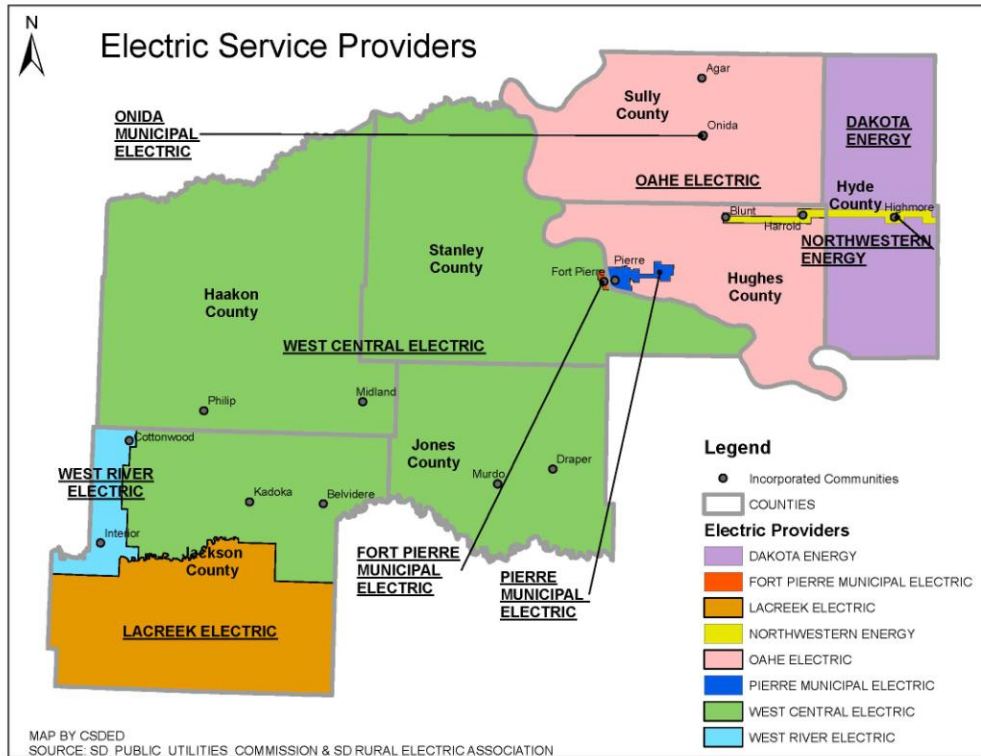 N
Electric Service Providers
Agar
Sully
County
ONIDA
MUNICIPAL
ELECTRIC
Onida
DAKOTA
ENERGY
OAHE ELECTRIC
Hyde
County
Blunt
Harrold
Highmore
NORTHWESTERN
ENERGY
Stanley
County
Fort Pierre
Pierre
Hughes
County
Haakon
County
WEST CENTRAL ELECTRIC
Philip
Midland
Cottonwood
Jones
County
WEST RIVER
ELECTRIC
Kadoka
Belvidere
Murdo
Draper
Interior
Jackson
County
FORT PIERRE
MUNICIPAL
ELECTRIC
PIERRE
MUNICIPAL
ELECTRIC
LACREEK ELECTRIC
Legend
Incorporated Communities
COUNTIES
Electric Providers
DAKOTA ENERGY
FORT PIERRE MUNICIPAL ELECTRIC
LACREEK ELECTRIC
NORTHWESTERN ENERGY
OAHE ELECTRIC
PIERRE MUNICIPAL ELECTRIC
WEST CENTRAL ELECTRIC
WEST RIVER ELECTRIC
MAP BY CSDED
SOURCE: SD PUBLIC UTILITIES COMMISSION & SD RURAL ELECTRIC ASSOCIATION